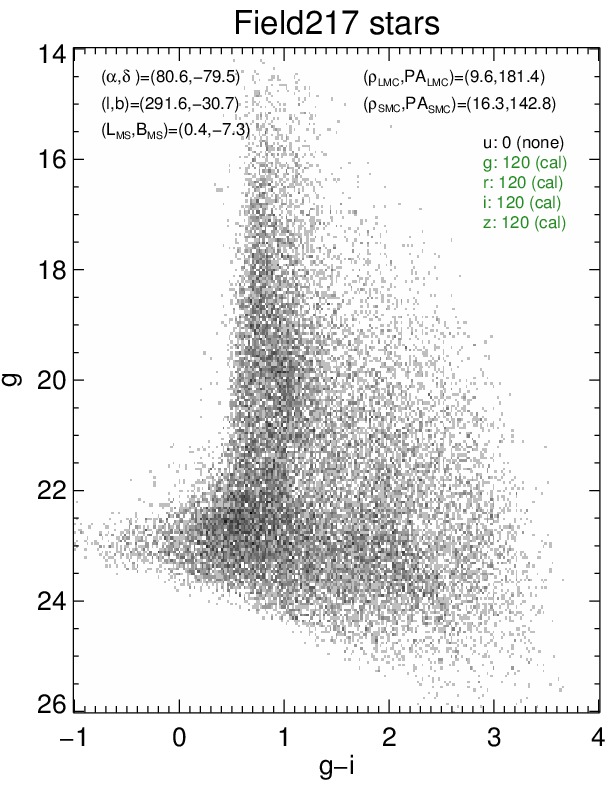 Field217 stars
(α,δ )=(80.6,−79.5)
(ρLMC,PALMC)=(9.6,181.4)
(l,b)=(291.6,−30.7)
(ρSMC,PASMC)=(16.3,142.8)
(LMS,BMS)=(0.4,−7.3)
u: 0 (none)
g: 120 (cal)
r: 120 (cal)
i: 120 (cal)
z: 120 (cal)
14
16
18
20
22
24
26
g
−1 0 1 2 3 4
g−i